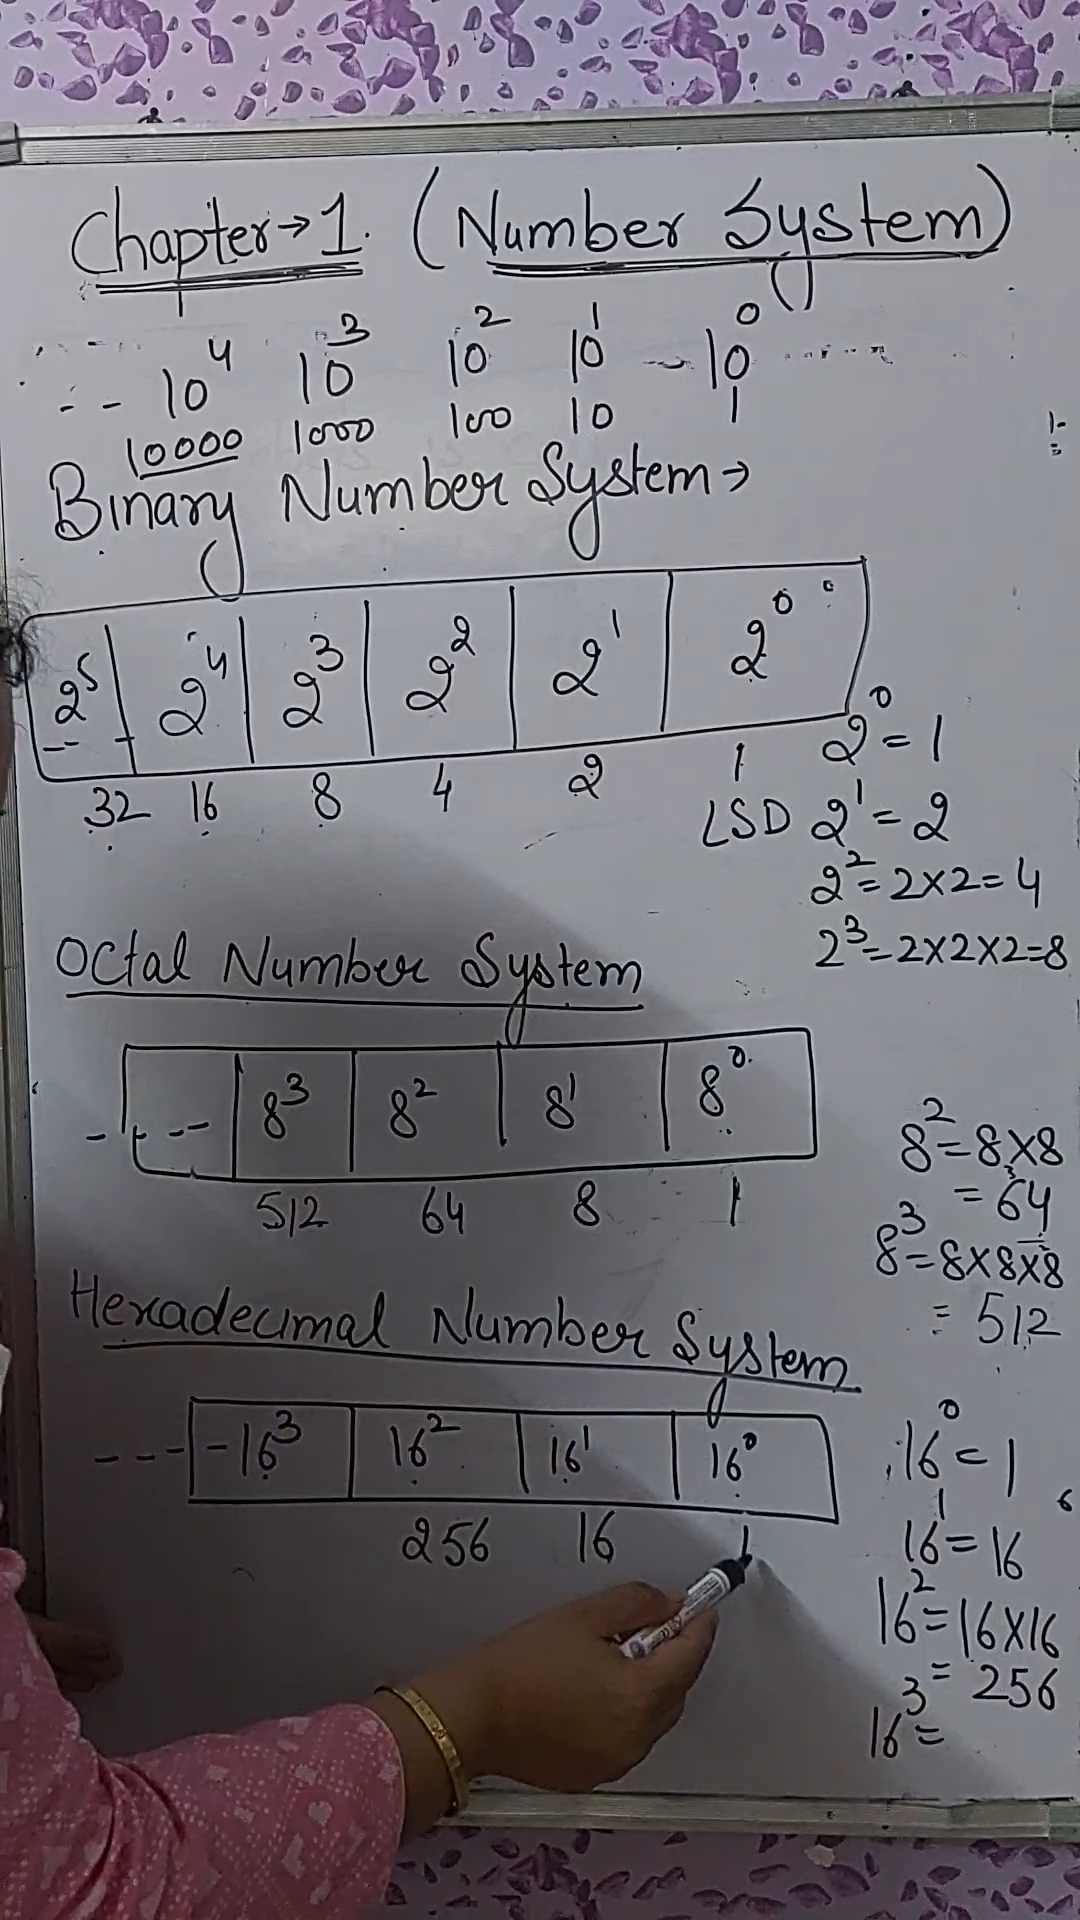 Chapter→1. (Number System)
-- 10⁴ 10³ 10² 10¹ 10⁰
10000 1000 100 10 1
Binary Number System→
2⁵ 2⁴ 2³ 2² 2¹ 2⁰
32 16 8 4 2 1
LSD
2⁰=1
2¹=2
2²=2×2=4
2³=2×2×2=8
Octal Number System
---- 8³ 8² 8¹ 8⁰
512 64 8 1
8²=8×8
=64
8³=8×8×8
=512
Hexadecimal Number System
----16³ 16² 16¹ 16⁰
256 16 1
16⁰=1
16¹=16
16²=16×16
=256
16³=